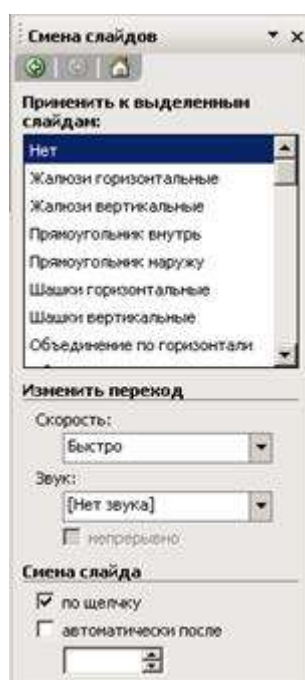 Смена слайдов
Применить к выделенным
слайдам:
Нет
Жалюзи горизонтальные
Жалюзи вертикальные
Прямоугольник внутрь
Прямоугольник наружу
Шашки горизонтальные
Шашки вертикальные
Объединение по горизонтали
Изменить переход
Скорость:
Быстро
Звук:
[Нет звука]
непрерывно
Смена слайда
по щелчку
автоматически после